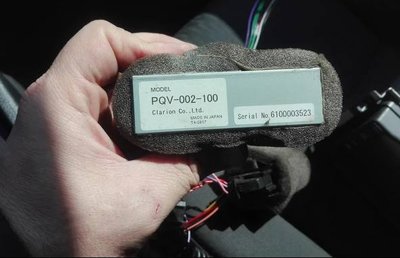 MODEL
PQV-002-100
Clarion Co.,Ltd.
MADE IN JAPAN
Serial No 6100003523